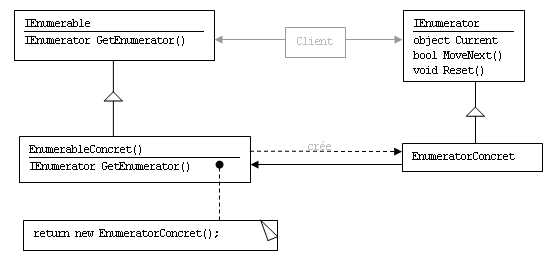 IEnumerable
IEnumerator GetEnumerator()
Client
IEnumerator
object Current
bool MoveNext()
void Reset()
EnumerableConcret()
IEnumerator GetEnumerator()
crée
EnumeratorConcret
return new EnumeratorConcret();